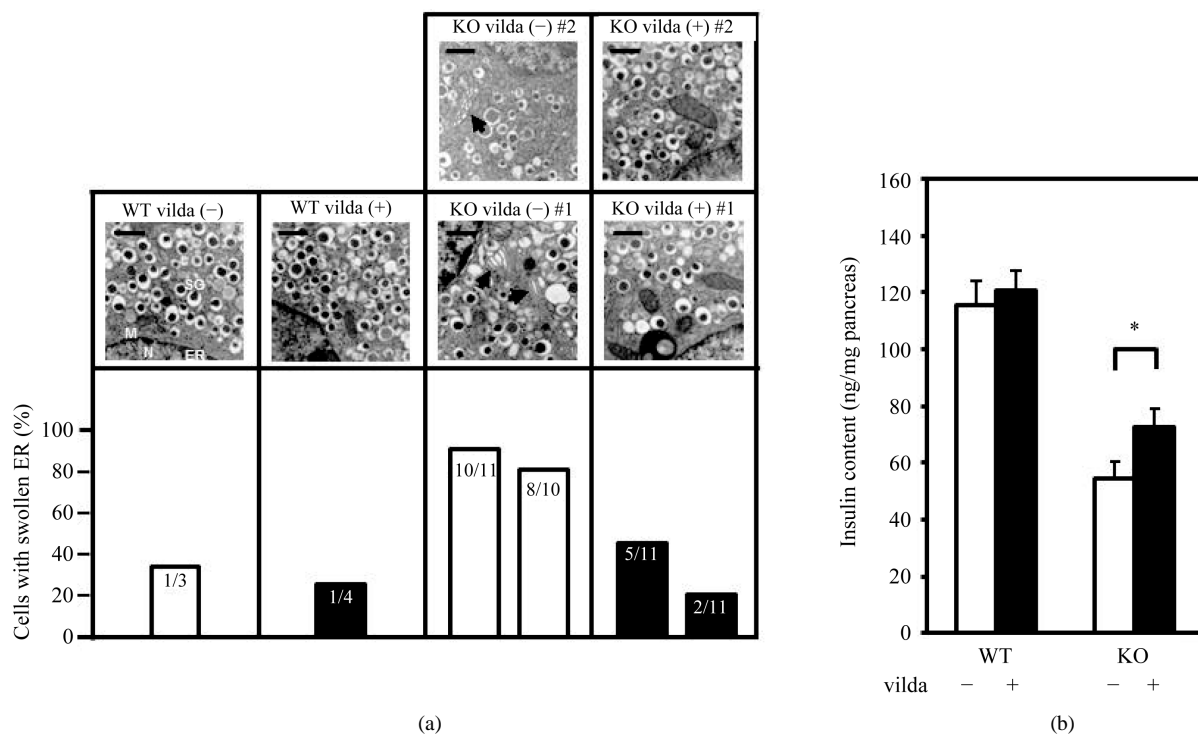 KO vilda (−) #2
KO vilda (+) #2
WT vilda (−)
WT vilda (+)
KO vilda (−) #1
KO vilda (+) #1
SG
M
N
ER
Cells with swollen ER (%)
100
80
60
40
20
0
1/3
1/4
10/11
8/10
5/11
2/11
(a)
Insulin content (ng/mg pancreas)
160
140
120
100
80
60
40
20
0
*
WT
KO
vilda − + − +
(b)